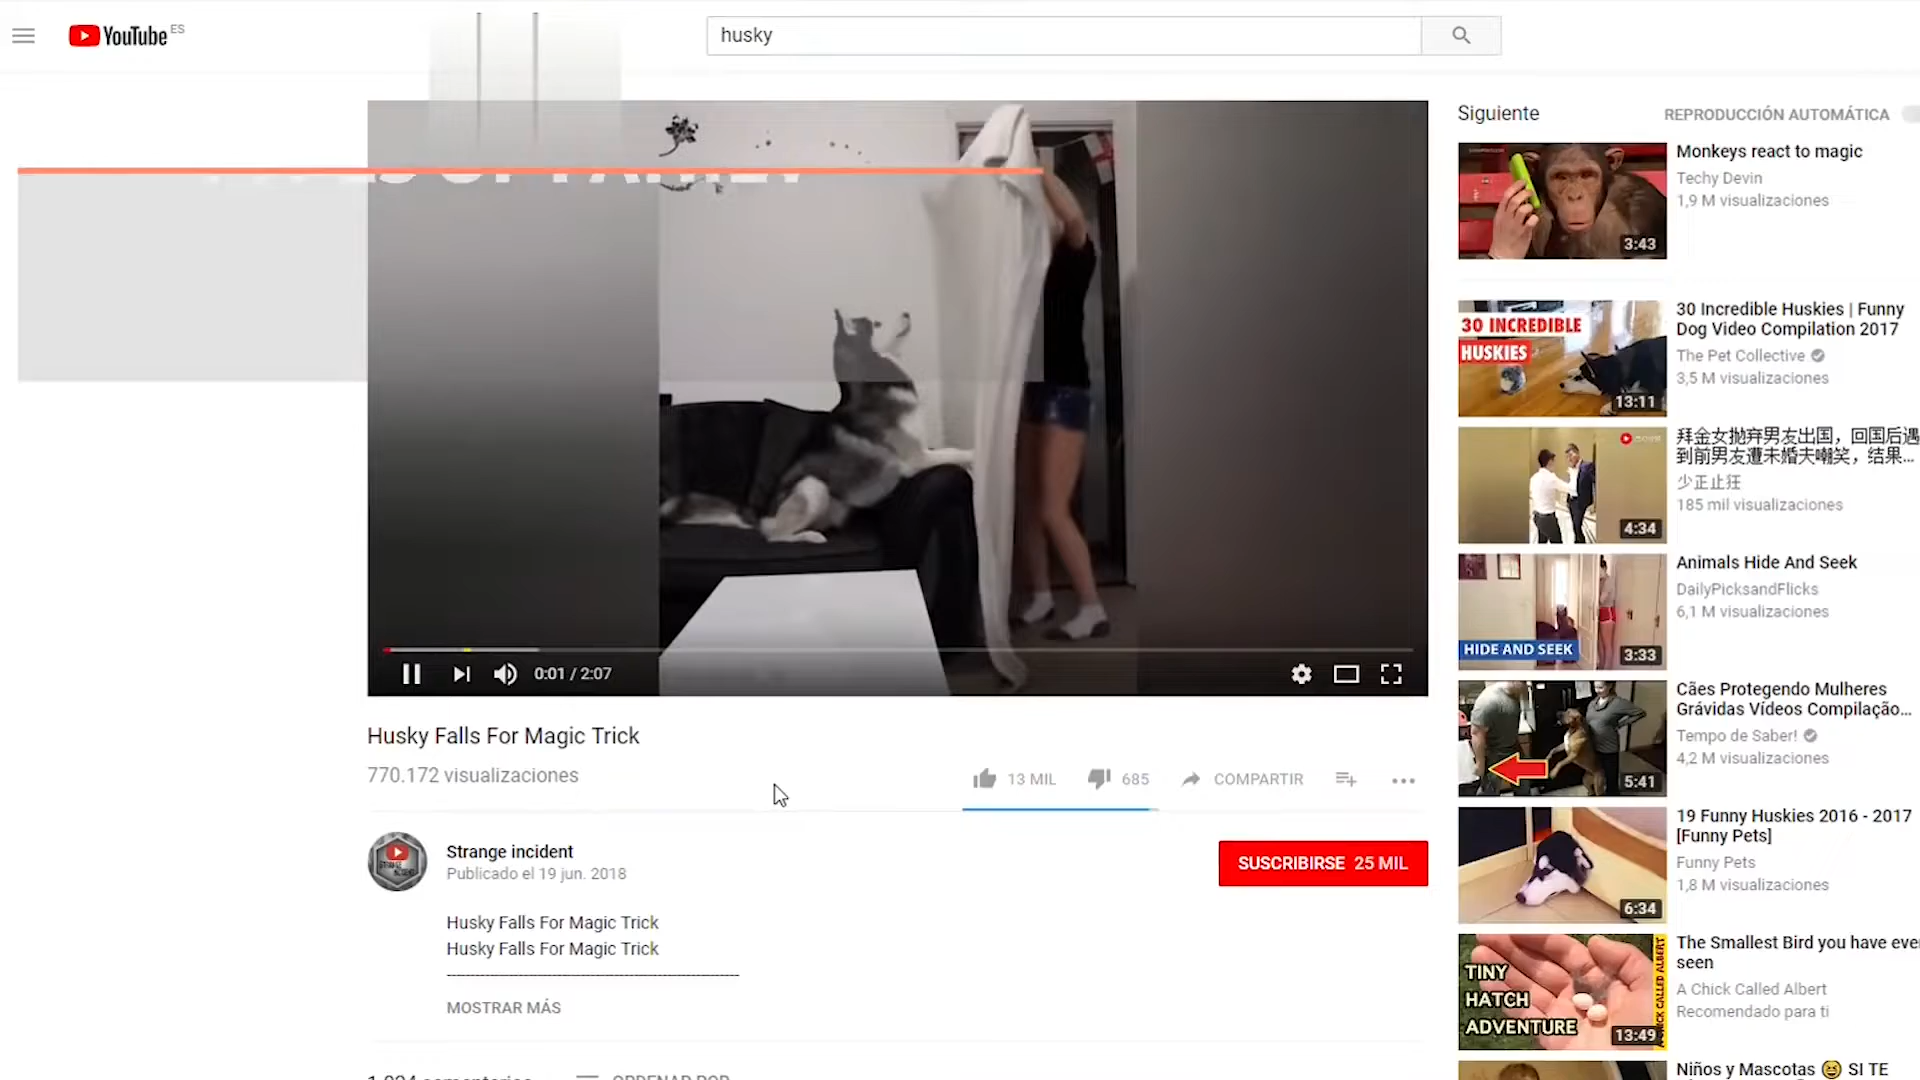 YouTube ES
husky
Siguiente
REPRODUCCIÓN AUTOMÁTICA
Monkeys react to magic
Techy Devin
1,9 M visualizaciones
3:43
30 INCREDIBLE
HUSKIES
13:11
30 Incredible Huskies | Funny
Dog Video Compilation 2017
The Pet Collective
3,5 M visualizaciones
4:34
拜金女抛弃男友出国，回国后遇
到前男友遭未婚夫嘲笑，结果...
少正止狂
185 mil visualizaciones
HIDE AND SEEK
3:33
Animals Hide And Seek
DailyPicksandFlicks
6,1 M visualizaciones
5:41
Cães Protegendo Mulheres
Grávidas Vídeos Compilação...
Tempo de Saber!
4,2 M visualizaciones
6:34
19 Funny Huskies 2016 - 2017
[Funny Pets]
Funny Pets
1,8 M visualizaciones
TINY
HATCH
ADVENTURE
A CHICK CALLED ALBERT
13:49
The Smallest Bird you have eve
seen
A Chick Called Albert
Recomendado para ti
Niños y Mascotas 😆 SI TE
0:01 / 2:07
Husky Falls For Magic Trick
770.172 visualizaciones
13 MIL
685
COMPARTIR
Strange incident
Publicado el 19 jun. 2018
SUSCRIBIRSE 25 MIL
Husky Falls For Magic Trick
Husky Falls For Magic Trick
MOSTRAR MÁS
ORDENAR POR